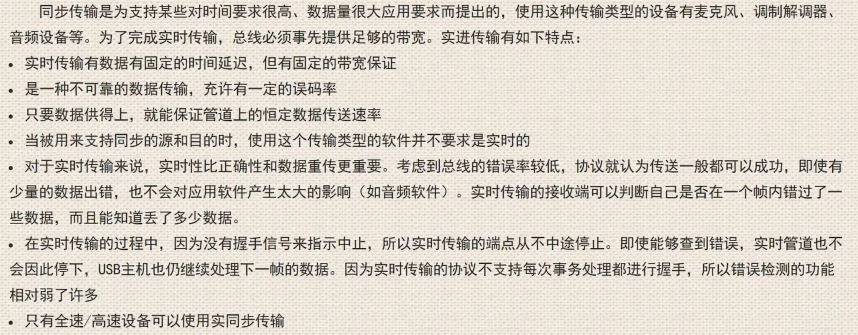 同步传输是为支持某些对时间要求很高、数据量很大应用要求而提出的，使用这种传输类型的设备有麦克风、调制解调器、
音频设备等。为了完成实时传输，总线必须事先提供足够的带宽。实进传输有如下特点：
• 实时传输有数据有固定的时间延迟，但有固定的带宽保证
• 是一种不可靠的数据传输，充许有一定的误码率
• 只要数据供得上，就能保证管道上的恒定数据传送速率
• 当被用来支持同步的源和目的时，使用这个传输类型的软件并不要求是实时的
• 对于实时传输来说，实时性比正确性和数据重传更重要。考虑到总线的错误率较低，协议就认为传送一般都可以成功，即使有
少量的数据出错，也不会对应用软件产生太大的影响（如音频软件）。实时传输的接收端可以判断自己是否在一个帧内错过了一
些数据，而且能知道丢了多少数据。
• 在实时传输的过程中，因为没有握手信号来指示中止，所以实时传输的端点从不中途停止。即使能够查到错误，实时管道也不
会因此停下，USB主机也仍继续处理下一帧的数据。因为实时传输的协议不支持每次事务处理都进行握手，所以错误检测的功能
相对弱了许多
• 只有全速/高速设备可以使用实同步传输